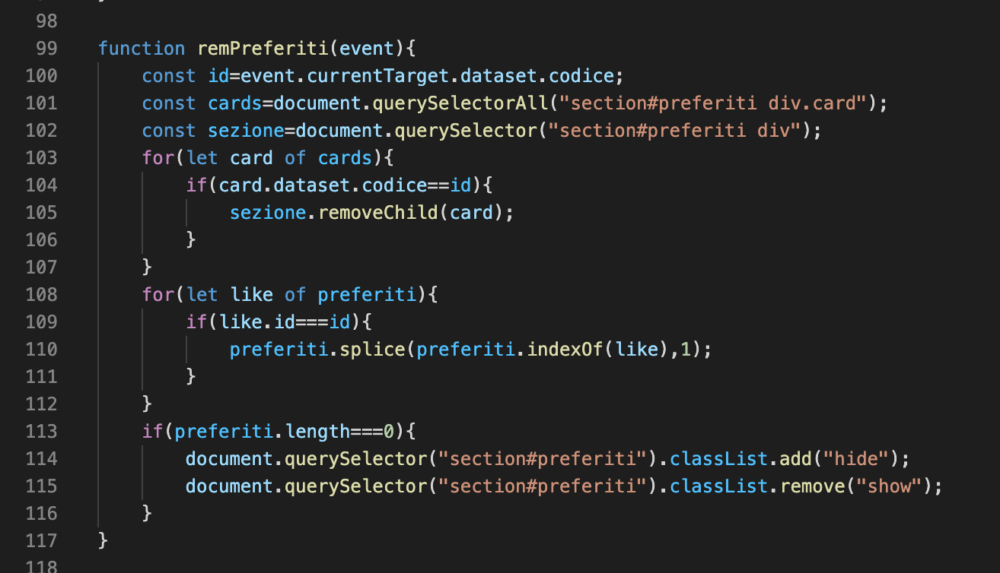 98
99 function remPreferiti(event){
100 const id=event.currentTarget.dataset.codice;
101 const cards=document.querySelectorAll("section#preferiti div.card");
102 const sezione=document.querySelector("section#preferiti div");
103 for(let card of cards){
104 if(card.dataset.codice==id){
105 sezione.removeChild(card);
106 }
107 }
108 for(let like of preferiti){
109 if(like.id===id){
110 preferiti.splice(preferiti.indexOf(like),1);
111 }
112 }
113 if(preferiti.length===0){
114 document.querySelector("section#preferiti").classList.add("hide");
115 document.querySelector("section#preferiti").classList.remove("show");
116 }
117 }
118